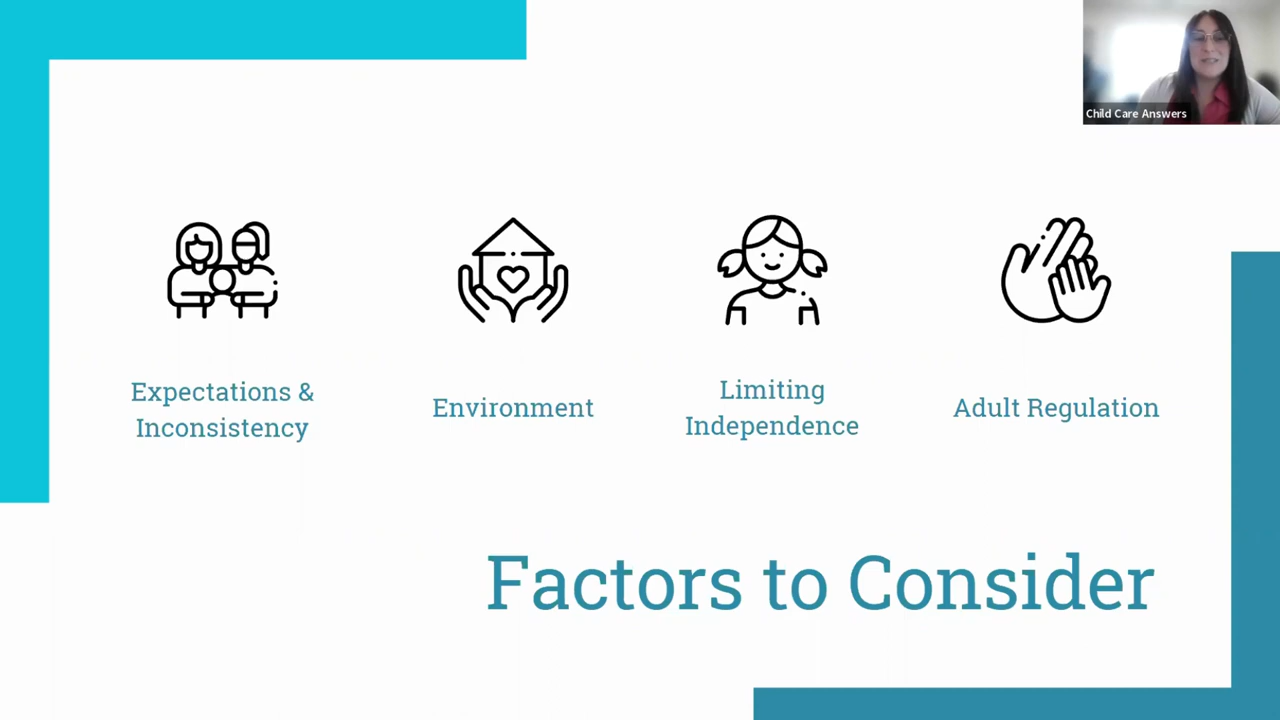 Child Care Answers
Expectations &
Inconsistency
Environment
Limiting
Independence
Adult Regulation
Factors to Consider